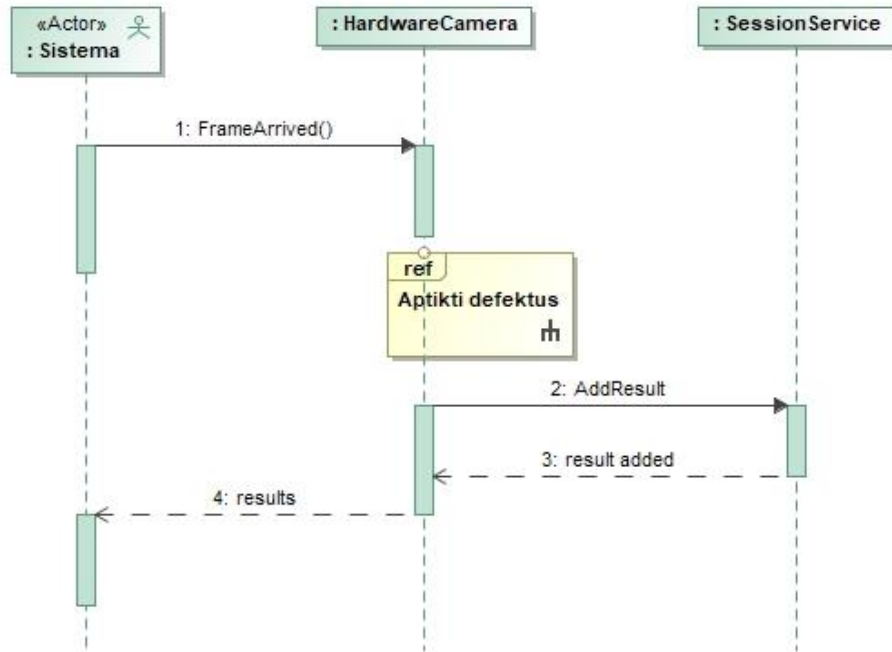 «Actor»
: Sistema
: HardwareCamera
: SessionService
1: FrameArrived()
ref
Aptikti defektus
2: AddResult
3: result added
4: results